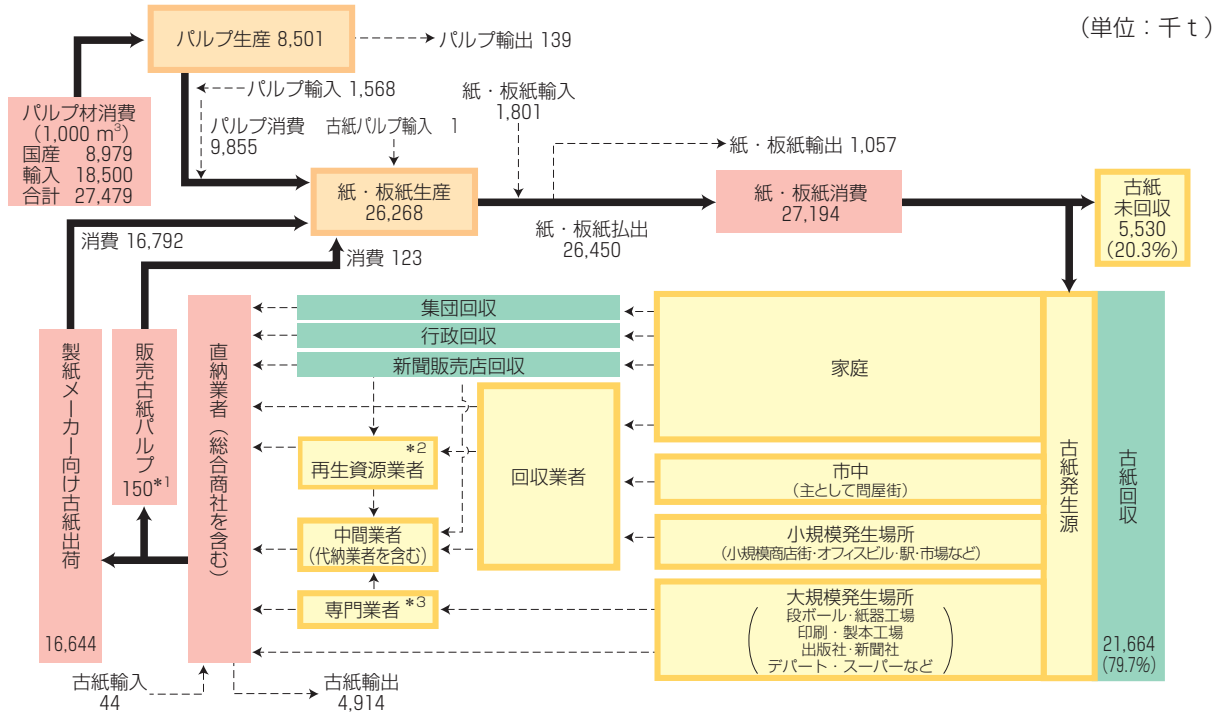 (単位：千ｔ)
パルプ生産 8,501
パルプ輸出 139
パルプ材消費
(1,000 m³)
国産 8,979
輸入 18,500
合計 27,479
パルプ輸入 1,568
パルプ消費
9,855
古紙パルプ輸入 1
紙・板紙輸入
1,801
紙・板紙輸出 1,057
紙・板紙生産
26,268
紙・板紙払出
26,450
紙・板紙消費
27,194
古紙
未回収
5,530
(20.3%)
消費 16,792
消費 123
製紙メーカー向け古紙出荷
16,644
販売古紙パルプ
150*1
直納業者（総合商社を含む）
集団回収
行政回収
新聞販売店回収
再生資源業者*2
中間業者
(代納業者を含む)
専門業者*3
回収業者
家庭
市中
(主として問屋街)
小規模発生場所
(小規模商店街・オフィスビル・駅・市場など)
大規模発生場所
(段ボール・紙器工場
印刷・製本工場
出版社・新聞社
デパート・スーパーなど)
古紙発生源
古紙回収
21,664
(79.7%)
古紙輸入
44
古紙輸出
4,914